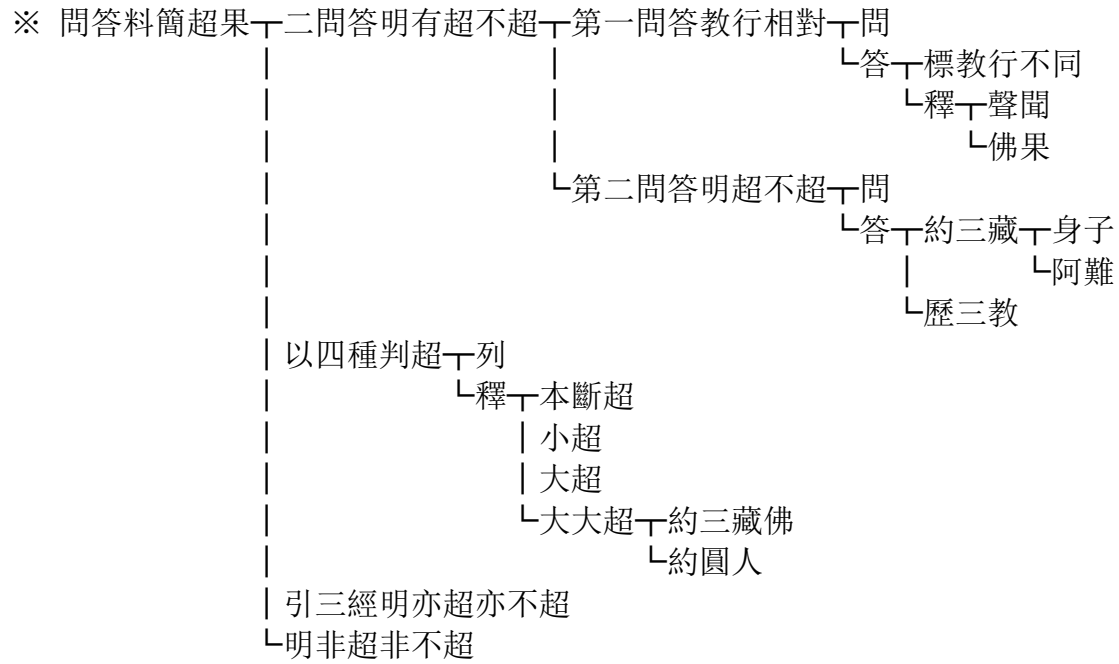 ※ 問答料簡超果┬二問答明有超不超┬第一問答教行相對┬問
└答┬標教行不同
└釋┬聲聞
└佛果
└第二問答明超不超┬問
└答┬約三藏┬身子
│ └阿難
└歷三教
│以四種判超┬列
└釋┬本斷超
│小超
│大超
└大大超┬約三藏佛
└約圓人
│引三經明亦超亦不超
└明非超非不超